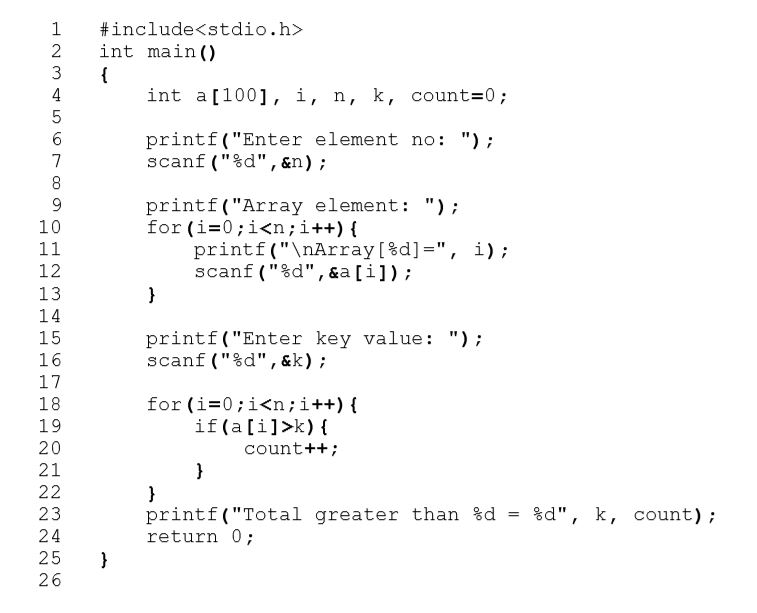 1 #include<stdio.h>
2 int main()
3 {
4     int a[100], i, n, k, count=0;
5
6     printf("Enter element no: ");
7     scanf("%d",&n);
8
9     printf("Array element: ");
10     for(i=0;i<n;i++){
11         printf("\nArray[%d]=", i);
12         scanf("%d",&a[i]);
13     }
14
15     printf("Enter key value: ");
16     scanf("%d",&k);
17
18     for(i=0;i<n;i++){
19         if(a[i]>k){
20             count++;
21         }
22     }
23     printf("Total greater than %d = %d", k, count);
24     return 0;
25 }
26